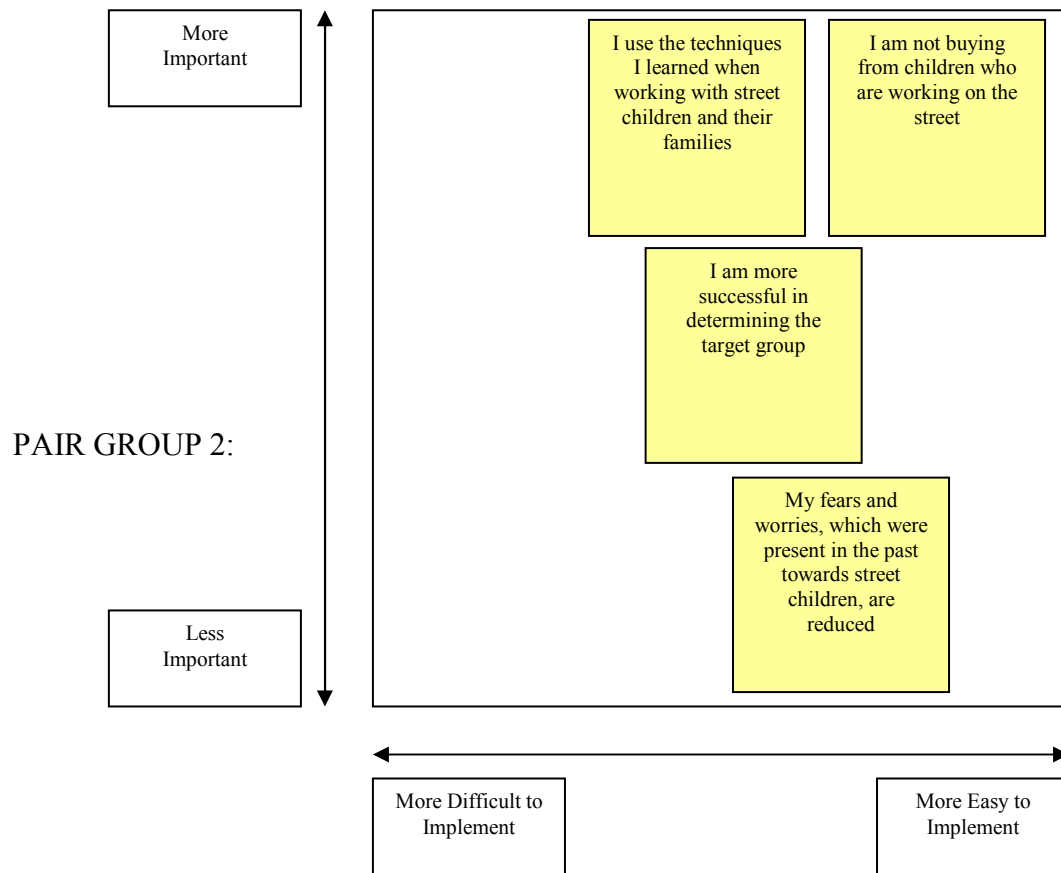 More
Important
I use the techniques
I learned when
working with street
children and their
families
I am not buying
from children who
are working on the
street
I am more
successful in
determining the
target group
PAIR GROUP 2:
My fears and
worries, which were
present in the past
towards street
children, are
reduced
Less
Important
More Difficult to
Implement
More Easy to
Implement